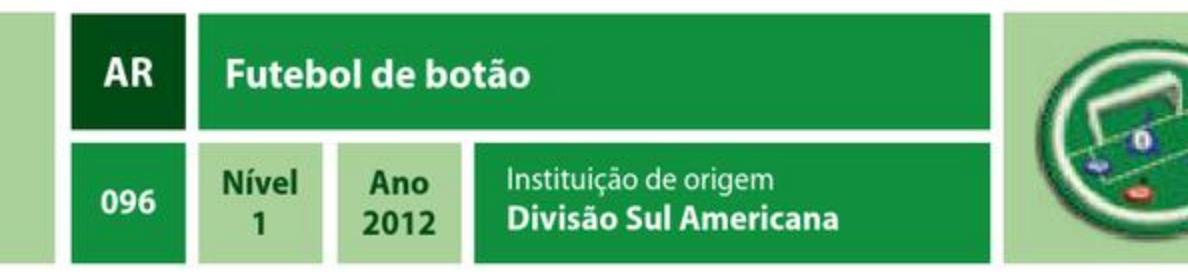 AR
Futebol de botão
096
Nível
1
Ano
2012
Instituição de origem
Divisão Sul Americana